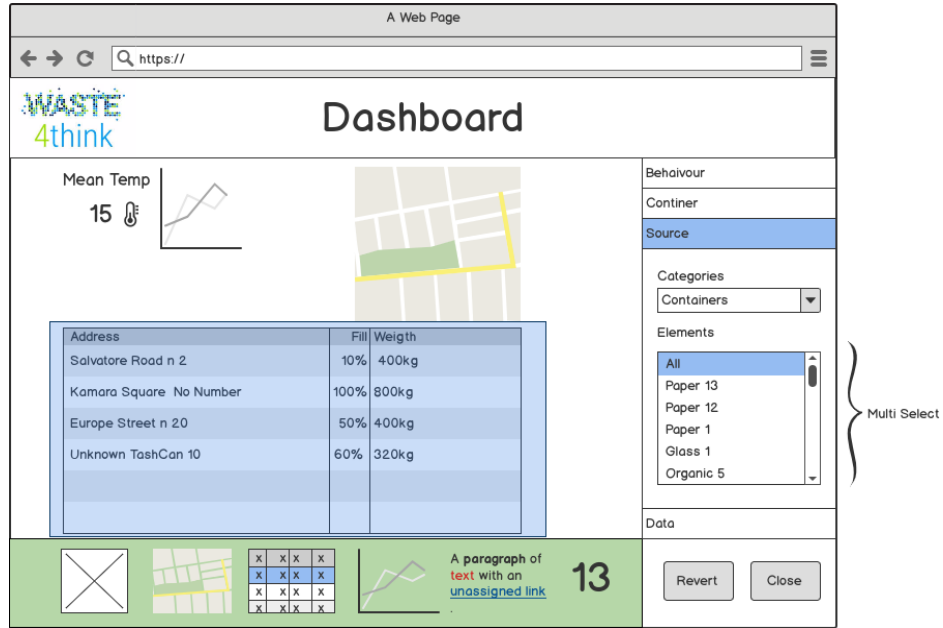 A Web Page
https://
WASTE
4think
Dashboard
Mean Temp
15
Address Fill Weigth
Salvatore Road n 2 10% 400kg
Kamara Square No Number 100% 800kg
Europe Street n 20 50% 400kg
Unknown TashCan 10 60% 320kg
Behaivour
Continer
Source
Categories
Containers
Elements
All
Paper 13
Paper 12
Paper 1
Glass 1
Organic 5
Multi Select
Data
X X X X
X X X X
X X X X
X X X X
A paragraph of
text with an
unassigned link
.
13
Revert Close